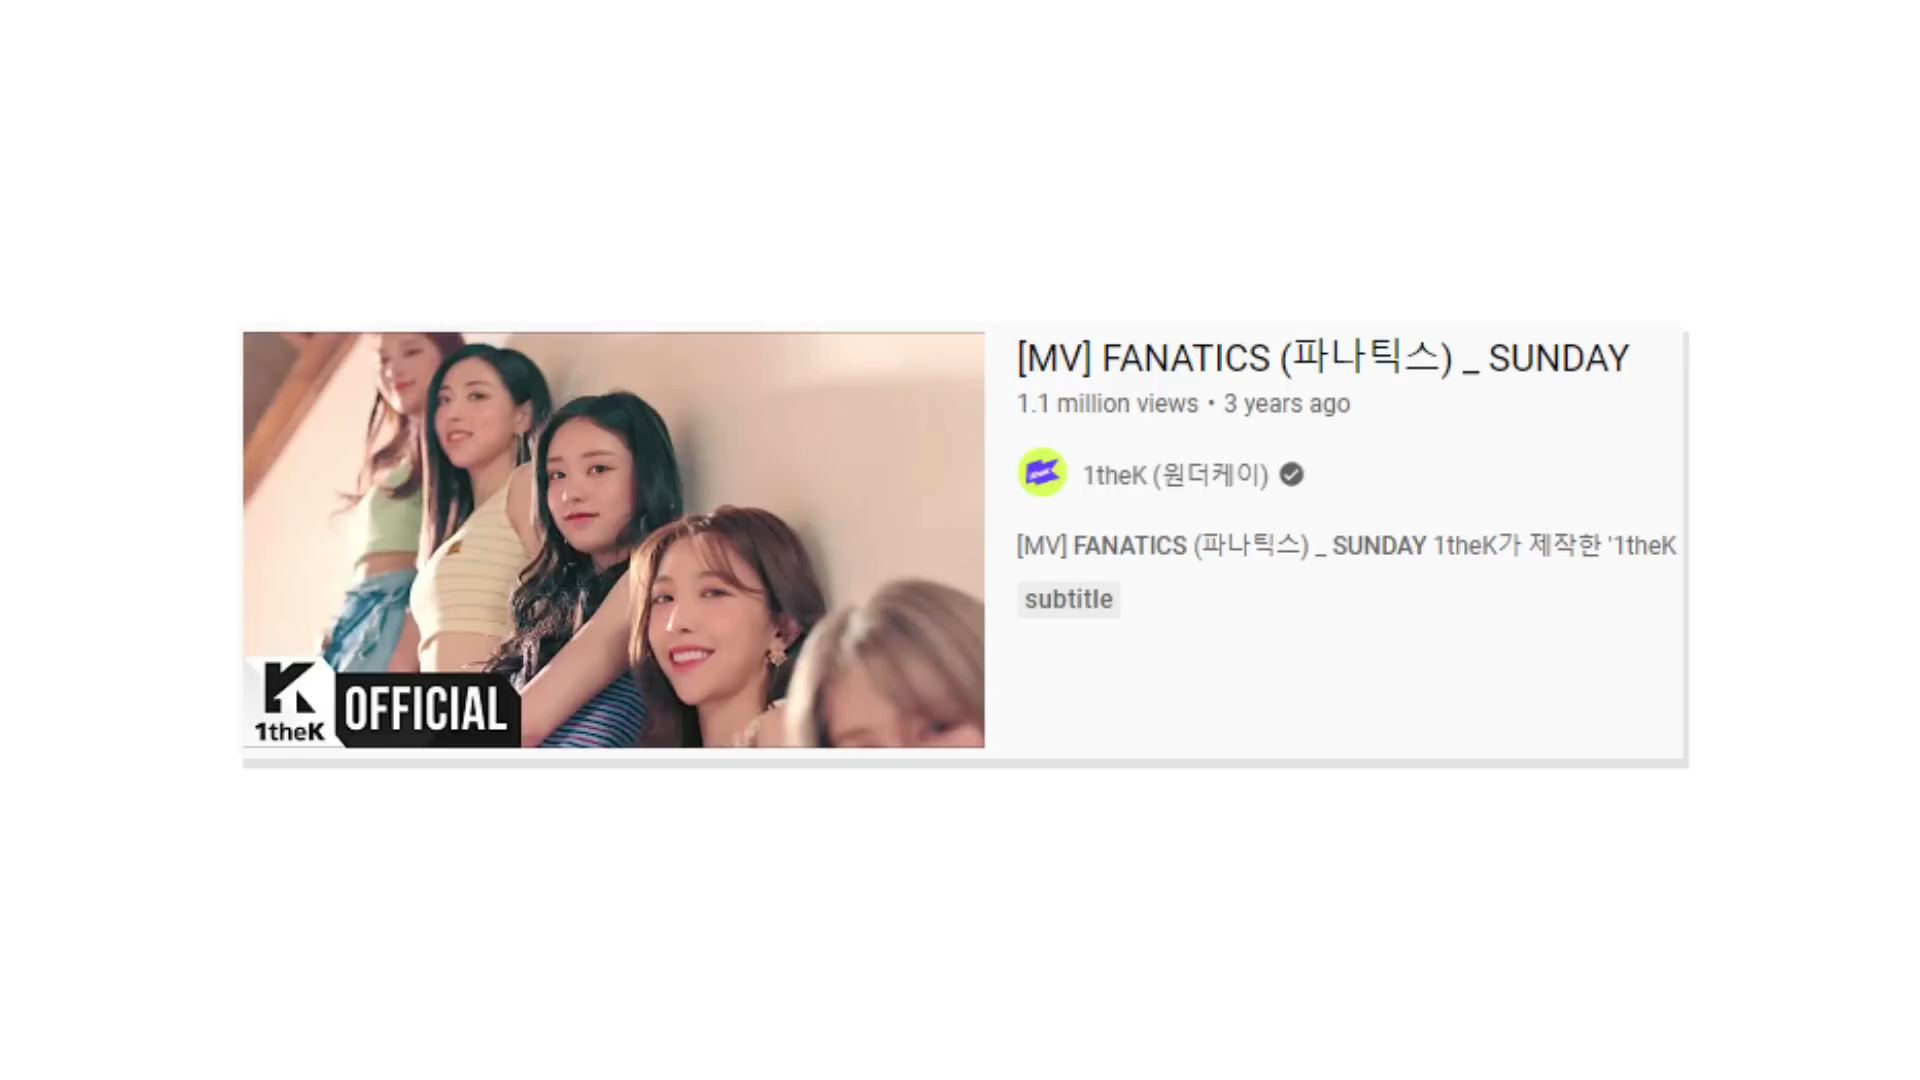 [MV] FANATICS (파나틱스) _ SUNDAY
1.1 million views • 3 years ago
1theK (원더케이)
[MV] FANATICS (파나틱스) _ SUNDAY 1theK가 제작한 '1theK
subtitle
K
1theK
OFFICIAL